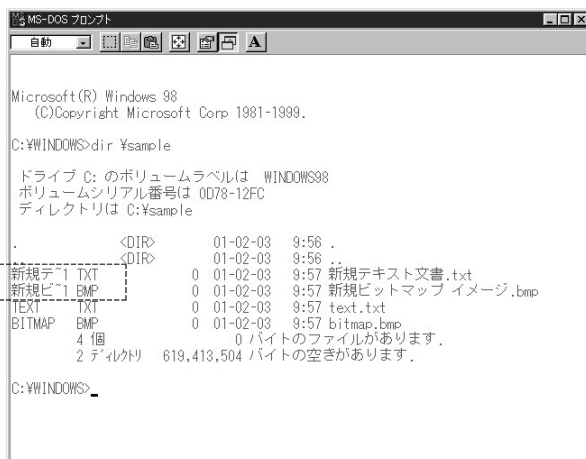 MS-DOS プロンプト
自動
A
Microsoft(R) Windows 98
(C)Copyright Microsoft Corp 1981-1999.
C:¥WINDOWS>dir ¥sample
ドライブ C: のボリュームラベルは WINDOWS98
ボリュームシリアル番号は 0D78-12FC
ディレクトリは C:¥sample
. <DIR> 01-02-03 9:56 .
.. <DIR> 01-02-03 9:56 ..
新規テ~1 TXT 0 01-02-03 9:57 新規テキスト文書.txt
新規ビ~1 BMP 0 01-02-03 9:57 新規ビットマップ イメージ.bmp
TEXT TXT 0 01-02-03 9:57 text.txt
BITMAP BMP 0 01-02-03 9:57 bitmap.bmp
4 個 0 バイトのファイルがあります.
2 ディレクトリ 619,413,504 バイトの空きがあります.
C:¥WINDOWS>_